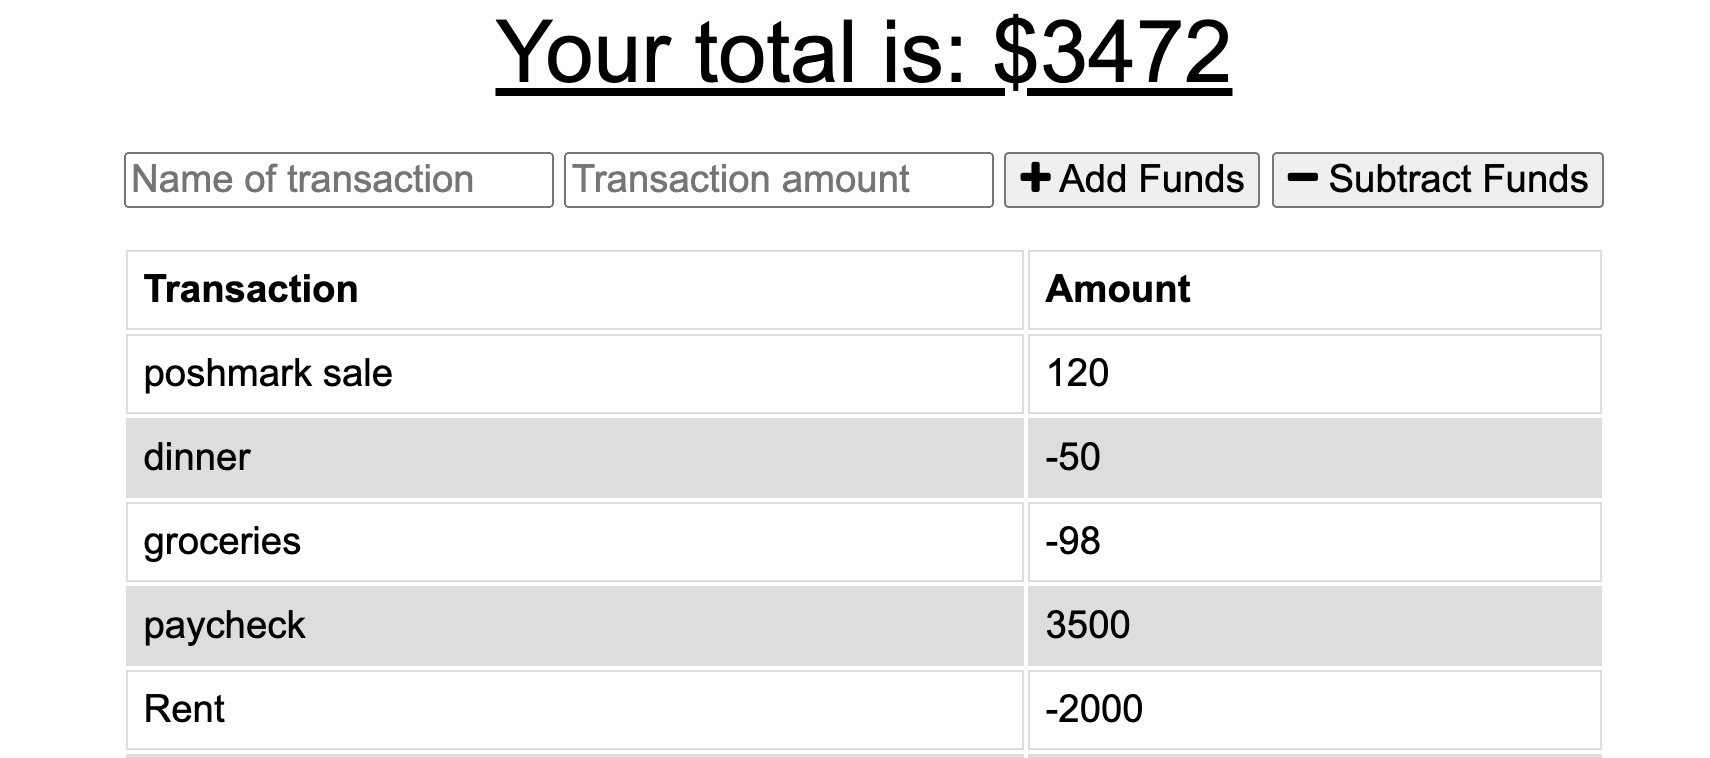 Your total is: $3472
Name of transaction Transaction amount Add Funds Subtract Funds
Transaction Amount
poshmark sale 120
dinner -50
groceries -98
paycheck 3500
Rent -2000